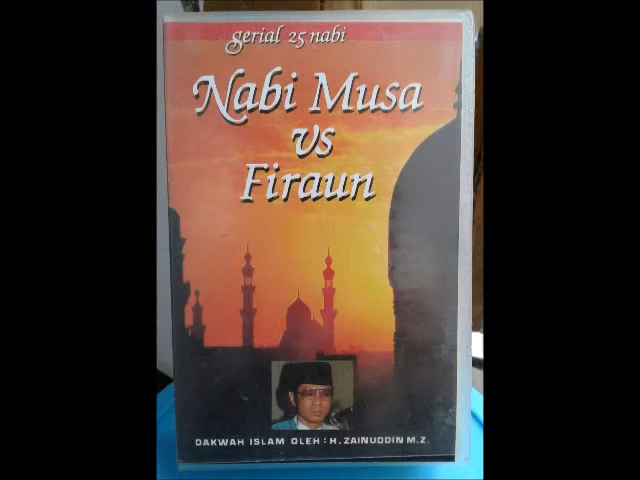 serial 25 nabi
Nabi Musa
vs
Firaun
DAKWAH ISLAM OLEH : H. ZAINUDDIN M.Z.